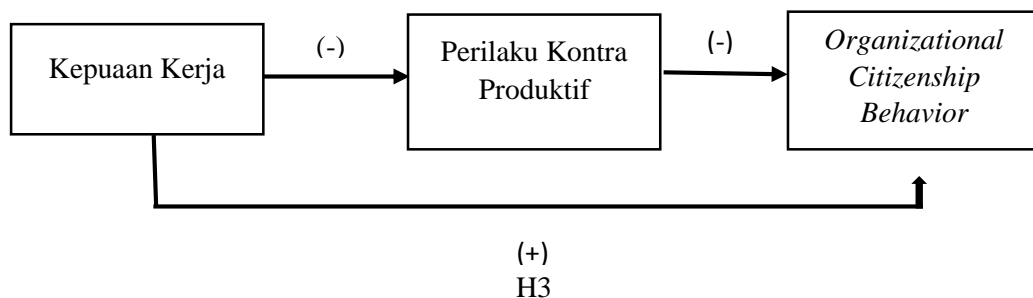 Kepuaan Kerja
(-)
Perilaku Kontra
Produktif
(-)
Organizational
Citizenship
Behavior
(+)
H3